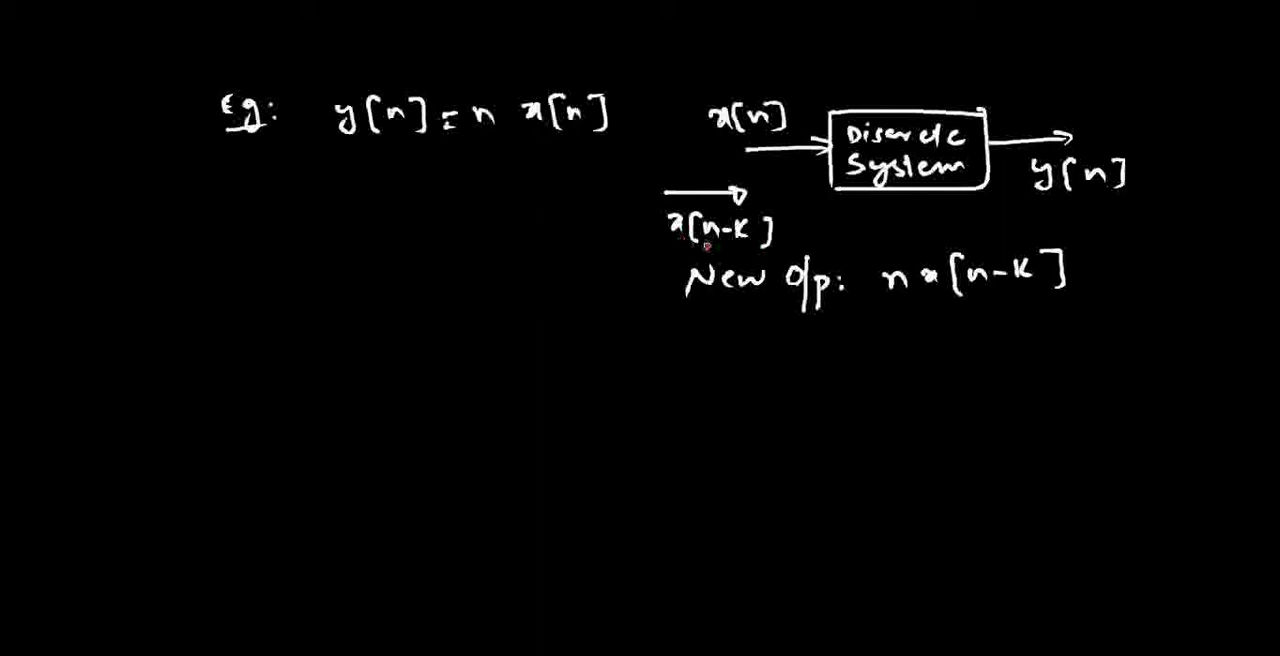 Eg: y[n] = n x[n]
x[n]
Discrete
System
y[n]
x[n-k]
New O/p: n x[n-k]